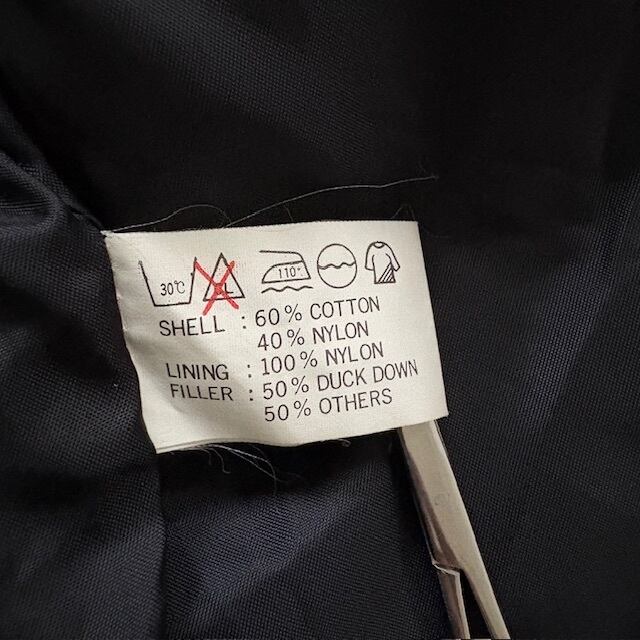 30℃ 110°
SHELL : 60% COTTON
40% NYLON
LINING : 100% NYLON
FILLER : 50% DUCK DOWN
50% OTHERS